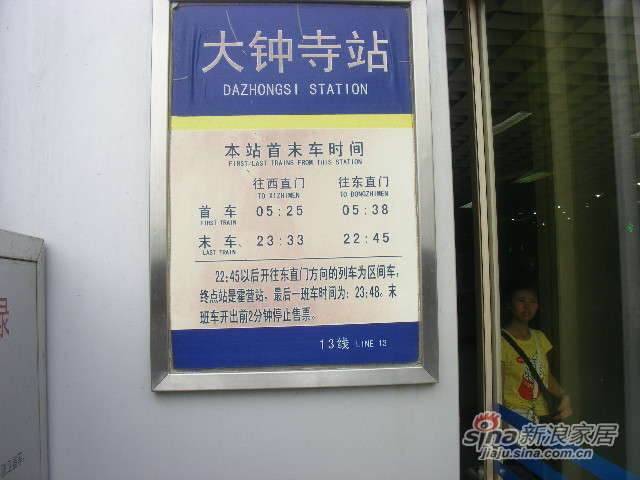 大钟寺站
DAZHONGSI STATION
本站首末车时间
FIRST/LAST TRAINS FROM THIS STATION
往西直门 往东直门
TO XIZHIMEN TO DONGZHIMEN
首车 05:25 05:38
FIRST TRAIN
末车 23:33 22:45
LAST TRAIN
22:45以后开往东直门方向的列车为区间车,
终点站是霍营站。最后一班车时间为:23:48。末
班车开出前2分钟停止售票。
13线 LINE 13
sina新浪家居
jiaju.sina.com.cn